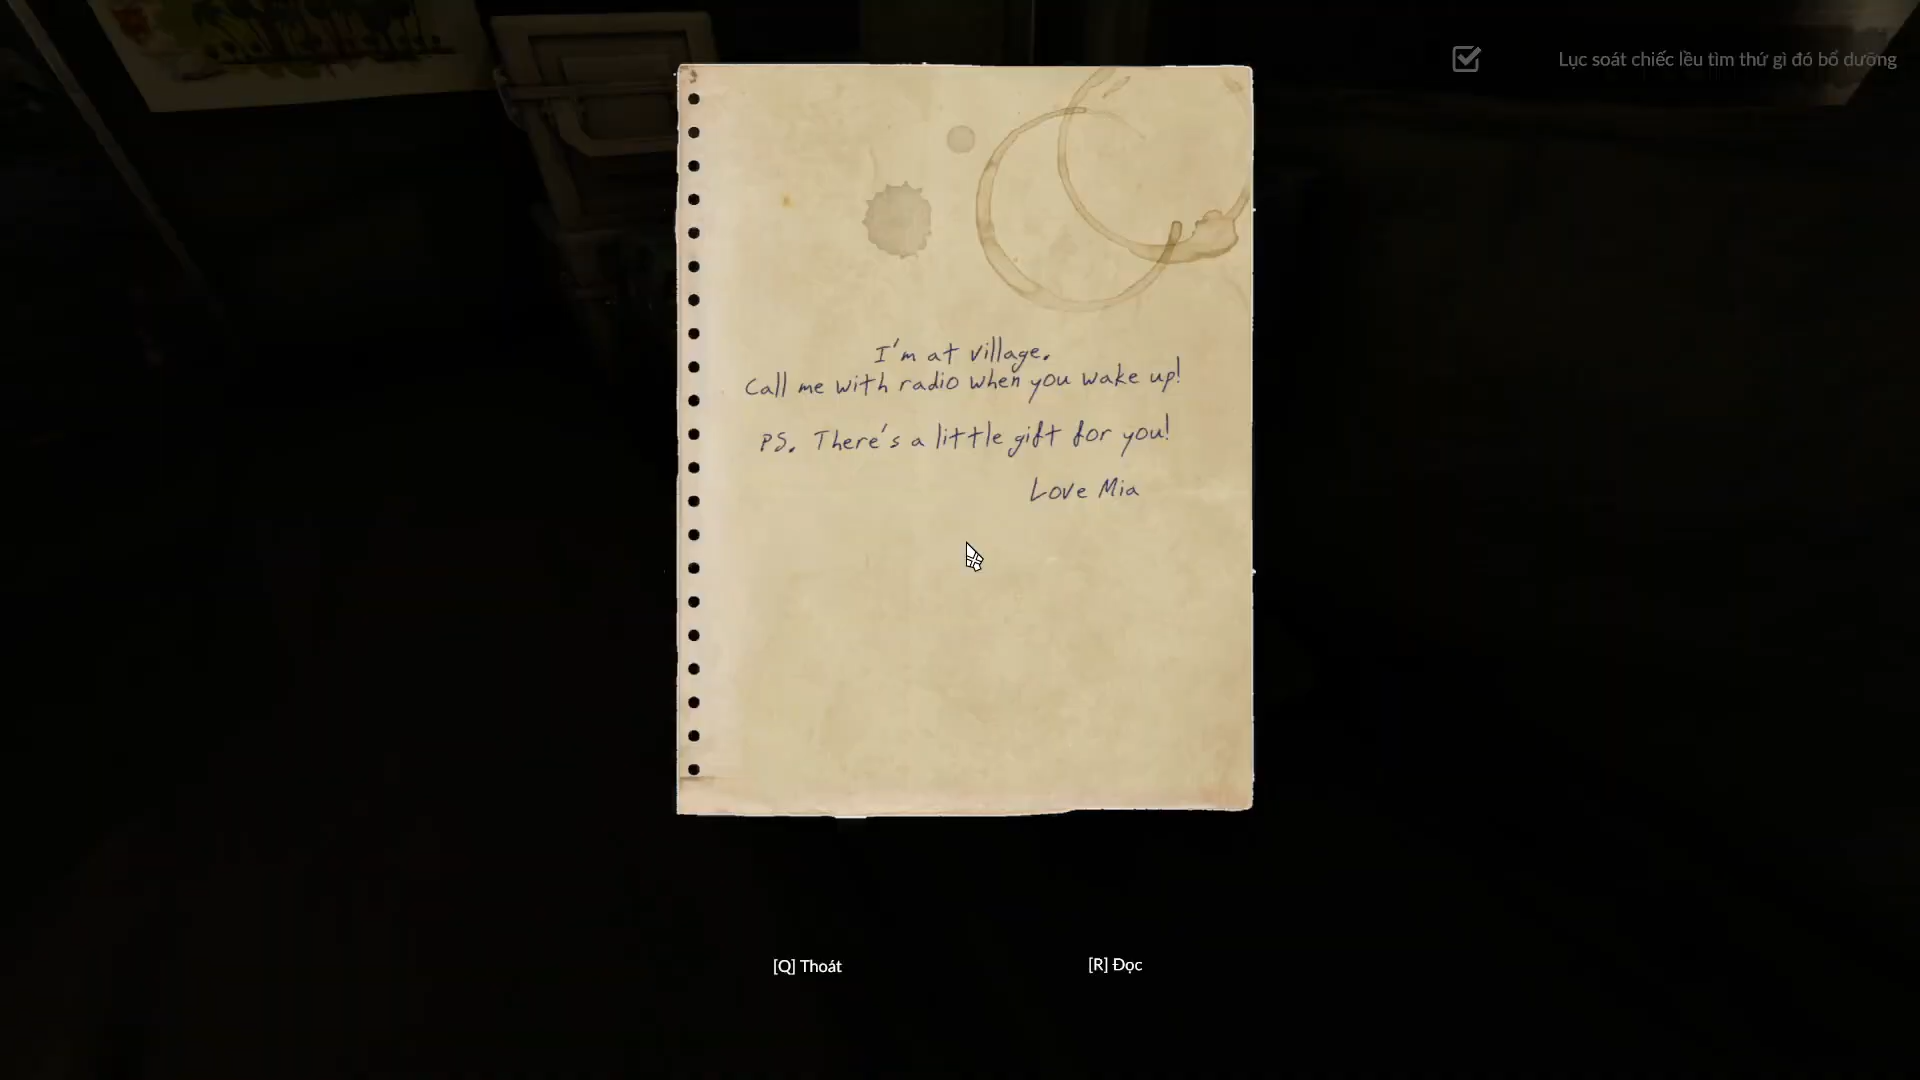 Lục soát chiếc lều tìm thứ gì đó bổ dưỡng
I'm at village.
Call me with radio when you wake up!
PS. There's a little gift for you!
Love Mia
[Q] Thoát
[R] Đọc